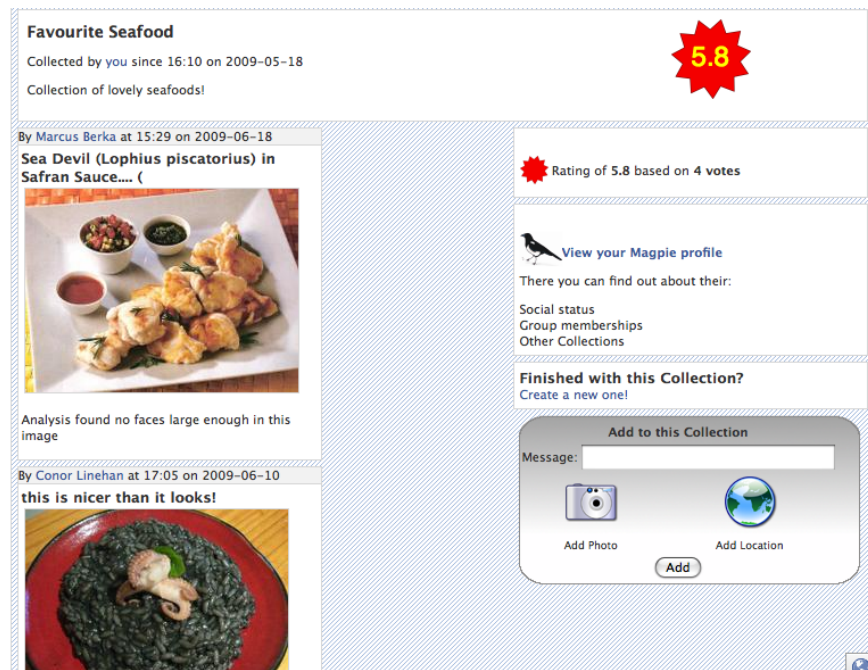 Favourite Seafood
Collected by you since 16:10 on 2009-05-18
Collection of lovely seafoods!
5.8
By Marcus Berka at 15:29 on 2009-06-18
Sea Devil (Lophius piscatorius) in
Safran Sauce.... (
Analysis found no faces large enough in this
image
By Conor Linehan at 17:05 on 2009-06-10
this is nicer than it looks!
Rating of 5.8 based on 4 votes
View your Magpie profile
There you can find out about their:
Social status
Group memberships
Other Collections
Finished with this Collection?
Create a new one!
Add to this Collection
Message:
Add Photo
Add Location
Add